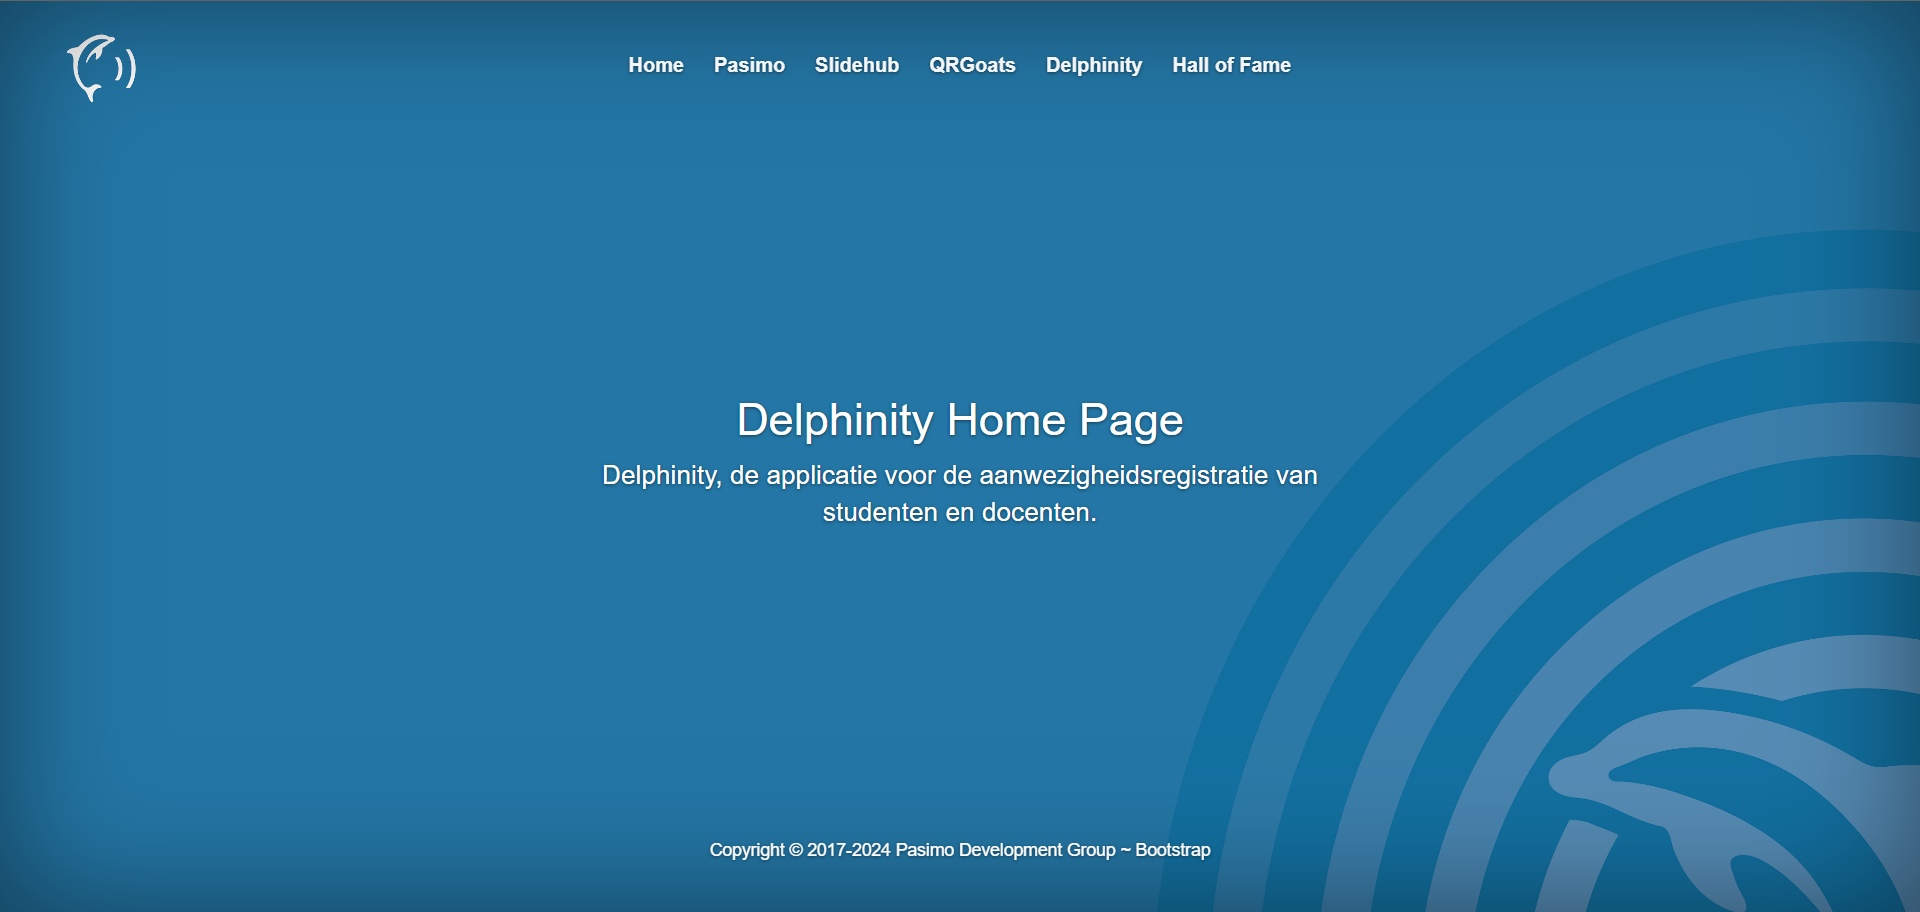 Home Pasimo Slidehub QRGoats Delphinity Hall of Fame
Delphinity Home Page
Delphinity, de applicatie voor de aanwezigheidsregistratie van
studenten en docenten.
Copyright © 2017-2024 Pasimo Development Group ~ Bootstrap